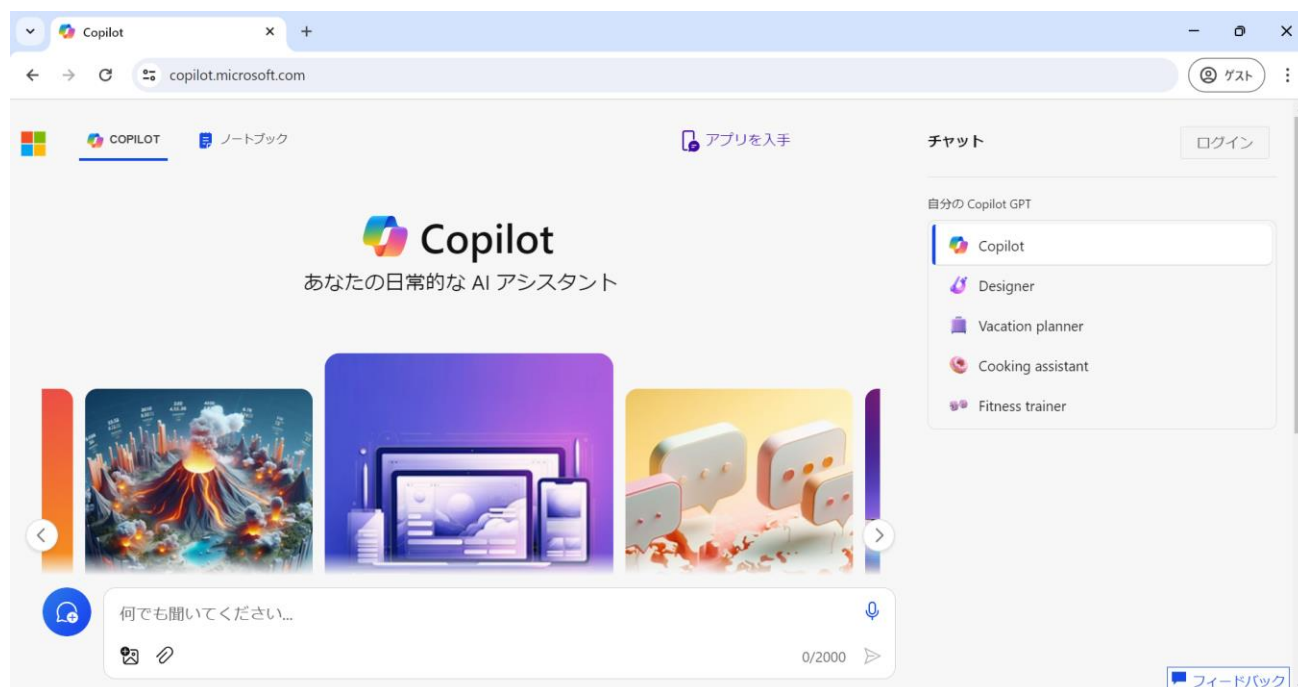 Copilot
copilot.microsoft.com
ゲスト
COPILOT
ノートブック
アプリを入手
チャット
ログイン
Copilot
あなたの日常的な AI アシスタント
自分の Copilot GPT
Copilot
Designer
Vacation planner
Cooking assistant
Fitness trainer
何でも聞いてください...
0/2000
フィードバック